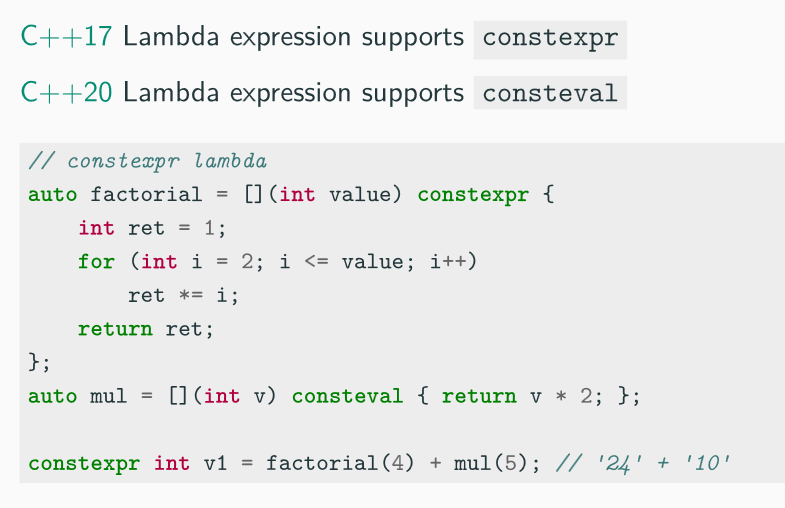 C++17 Lambda expression supports constexpr
C++20 Lambda expression supports consteval
// constexpr lambda
auto factorial = [](int value) constexpr {
    int ret = 1;
    for (int i = 2; i <= value; i++)
        ret *= i;
    return ret;
};
auto mul = [](int v) consteval { return v * 2; };
constexpr int v1 = factorial(4) + mul(5); // '24' + '10'